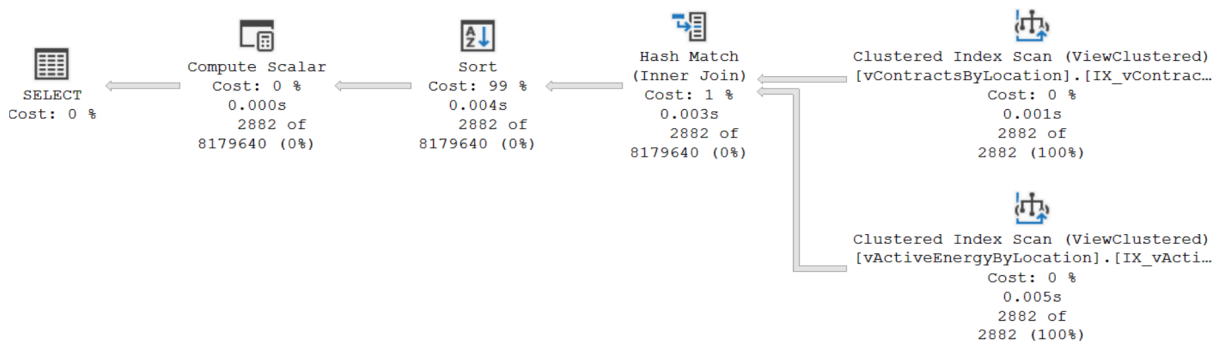 SELECT
Cost: 0 %
Compute Scalar
Cost: 0 %
0.000s
2882 of
8179640 (0%)
Sort
Cost: 99 %
0.004s
2882 of
8179640 (0%)
Hash Match
(Inner Join)
Cost: 1 %
0.003s
2882 of
8179640 (0%)
Clustered Index Scan (ViewClustered)
[vContractsByLocation].[IX_vContrac…
Cost: 0 %
0.001s
2882 of
2882 (100%)
Clustered Index Scan (ViewClustered)
[vActiveEnergyByLocation].[IX_vActi…
Cost: 0 %
0.005s
2882 of
2882 (100%)